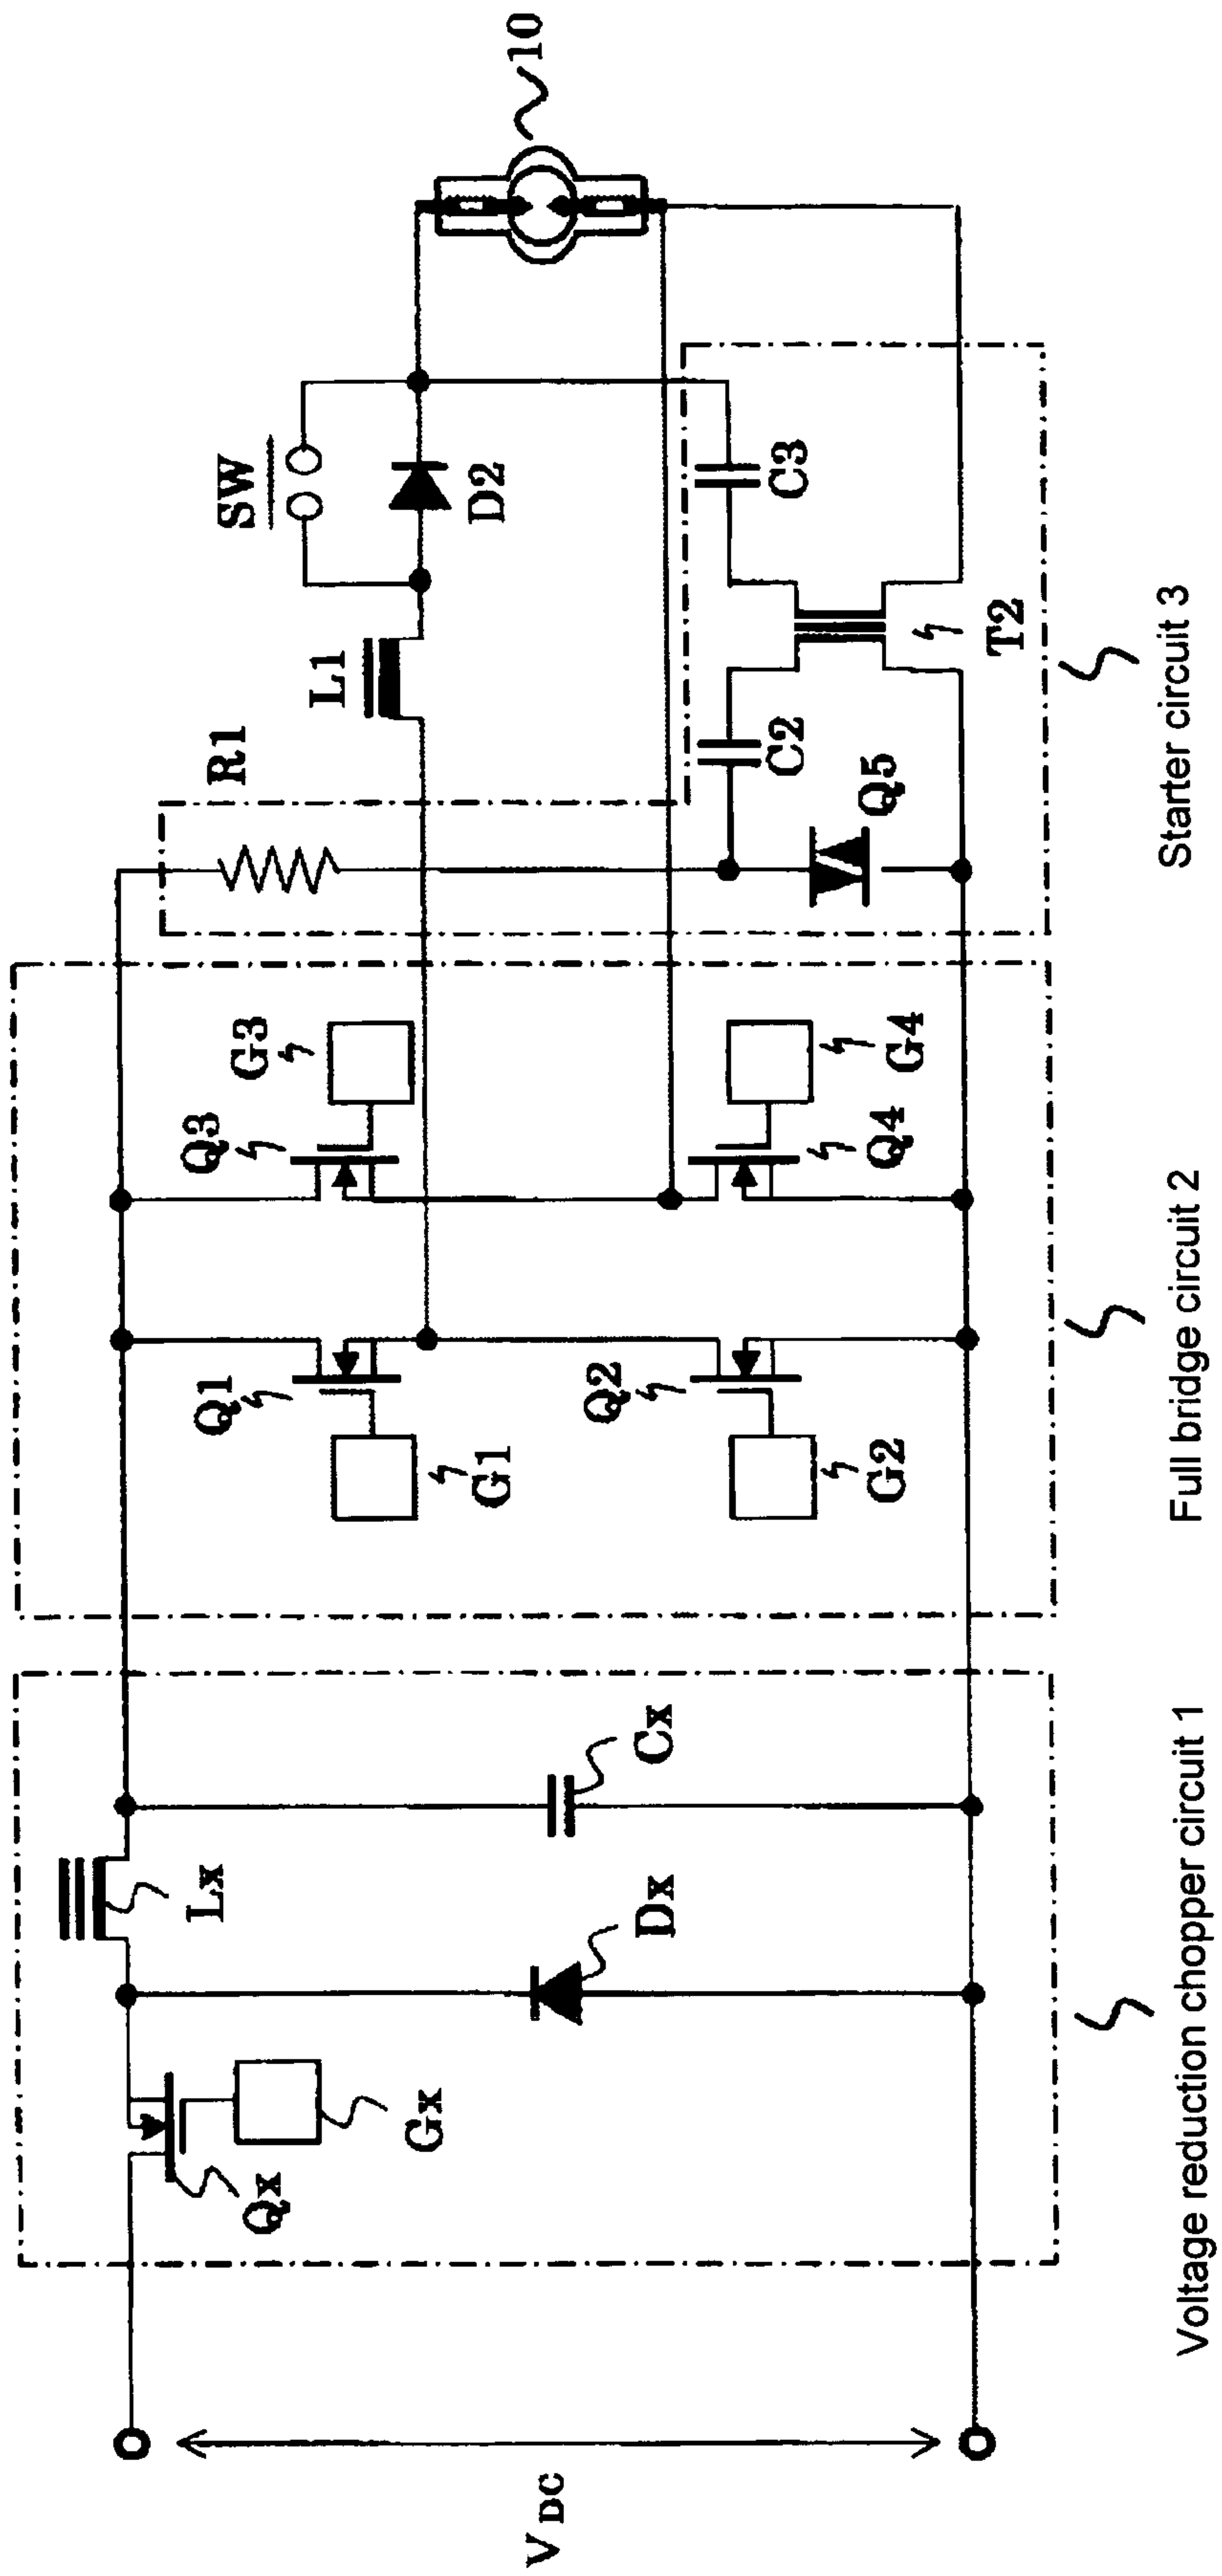 V DC
Qx
Gx
Lx
Dx
Cx
Voltage reduction chopper circuit 1
Q1
G1
Q2
G2
Q3
G3
Q4
G4
Full bridge circuit 2
R1
Q5
C2
C3
T2
Starter circuit 3
L1
SW
D2
10